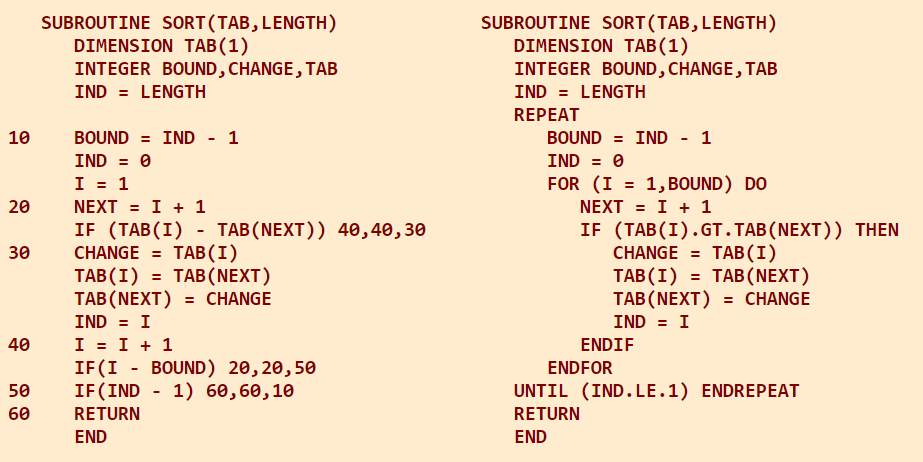 SUBROUTINE SORT(TAB,LENGTH)
DIMENSION TAB(1)
INTEGER BOUND,CHANGE,TAB
IND = LENGTH
10 BOUND = IND - 1
IND = 0
I = 1
20 NEXT = I + 1
IF (TAB(I) - TAB(NEXT)) 40,40,30
30 CHANGE = TAB(I)
TAB(I) = TAB(NEXT)
TAB(NEXT) = CHANGE
IND = I
40 I = I + 1
IF(I - BOUND) 20,20,50
50 IF(IND - 1) 60,60,10
60 RETURN
END
SUBROUTINE SORT(TAB,LENGTH)
DIMENSION TAB(1)
INTEGER BOUND,CHANGE,TAB
IND = LENGTH
REPEAT
BOUND = IND - 1
IND = 0
FOR (I = 1,BOUND) DO
NEXT = I + 1
IF (TAB(I).GT.TAB(NEXT)) THEN
CHANGE = TAB(I)
TAB(I) = TAB(NEXT)
TAB(NEXT) = CHANGE
IND = I
ENDIF
ENDFOR
UNTIL (IND.LE.1) ENDREPEAT
RETURN
END